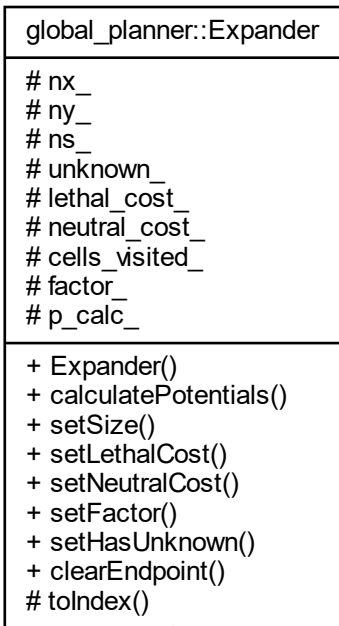 global_planner::Expander
# nx_
# ny_
# ns_
# unknown_
# lethal_cost_
# neutral_cost_
# cells_visited_
# factor_
# p_calc_
+ Expander()
+ calculatePotentials()
+ setSize()
+ setLethalCost()
+ setNeutralCost()
+ setFactor()
+ setHasUnknown()
+ clearEndpoint()
# toIndex()